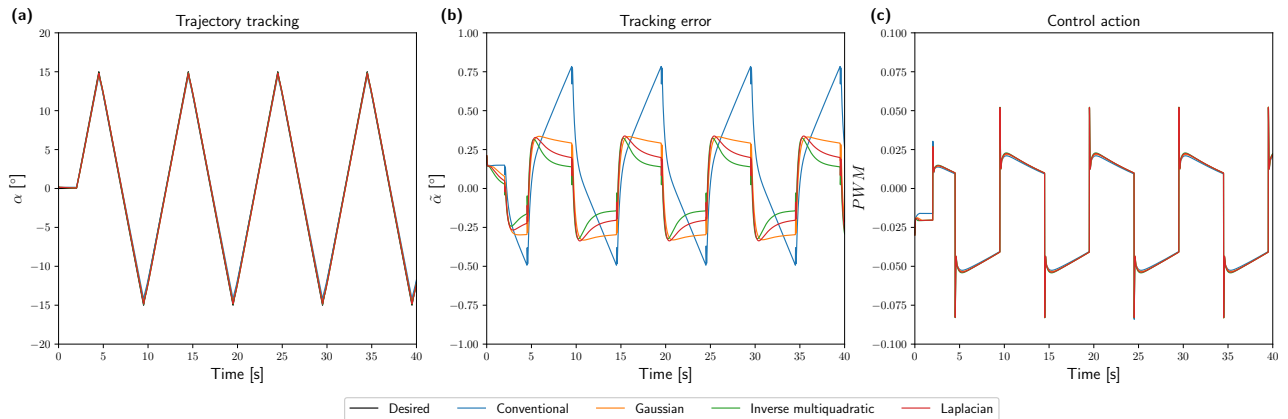 (a)
Trajectory tracking
20
15
10
5
0
−5
−10
−15
−20
α [°]
0 5 10 15 20 25 30 35 40
Time [s]
(b)
Tracking error
1.00
0.75
0.50
0.25
0.00
−0.25
−0.50
−0.75
−1.00
α̃ [°]
0 5 10 15 20 25 30 35 40
Time [s]
(c)
Control action
0.100
0.075
0.050
0.025
0.000
−0.025
−0.050
−0.075
−0.100
PWM
0 5 10 15 20 25 30 35 40
Time [s]
Desired Conventional Gaussian Inverse multiquadratic Laplacian